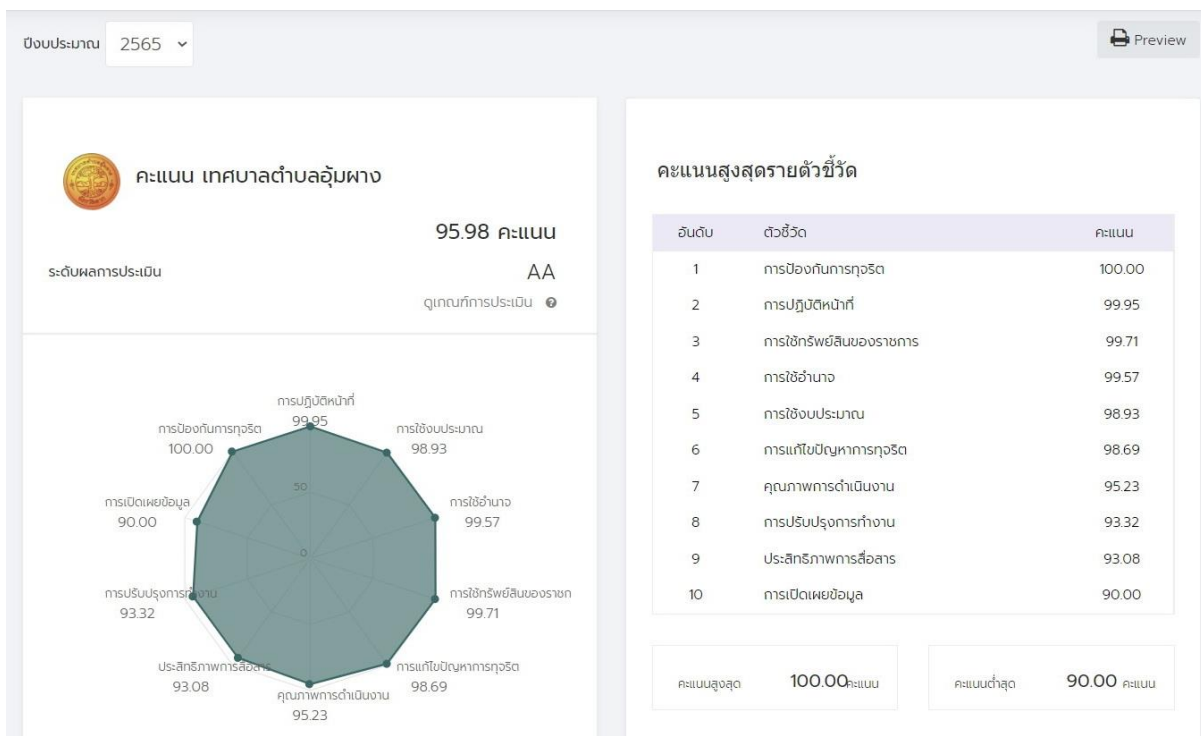 ปีงบประมาณ 2565
Preview
คะแนน เทศบาลตำบลอุ้มผาง
95.98 คะแนน
ระดับผลการประเมิน AA
ดูเกณฑ์การประเมิน
การปฏิบัติหน้าที่
99.95
การป้องกันการทุจริต
100.00
การใช้งบประมาณ
98.93
50
การเปิดเผยข้อมูล
90.00
การใช้อำนาจ
99.57
0
การปรับปรุงการทำงาน
93.32
การใช้ทรัพย์สินของราชก
99.71
ประสิทธิภาพการสื่อสาร
93.08
การแก้ไขปัญหาการทุจริต
98.69
คุณภาพการดำเนินงาน
95.23
คะแนนสูงสุดรายตัวชี้วัด
อันดับ ตัวชี้วัด คะแนน
1 การป้องกันการทุจริต 100.00
2 การปฏิบัติหน้าที่ 99.95
3 การใช้ทรัพย์สินของราชการ 99.71
4 การใช้อำนาจ 99.57
5 การใช้งบประมาณ 98.93
6 การแก้ไขปัญหาการทุจริต 98.69
7 คุณภาพการดำเนินงาน 95.23
8 การปรับปรุงการทำงาน 93.32
9 ประสิทธิภาพการสื่อสาร 93.08
10 การเปิดเผยข้อมูล 90.00
คะแนนสูงสุด 100.00 คะแนน
คะแนนต่ำสุด 90.00 คะแนน